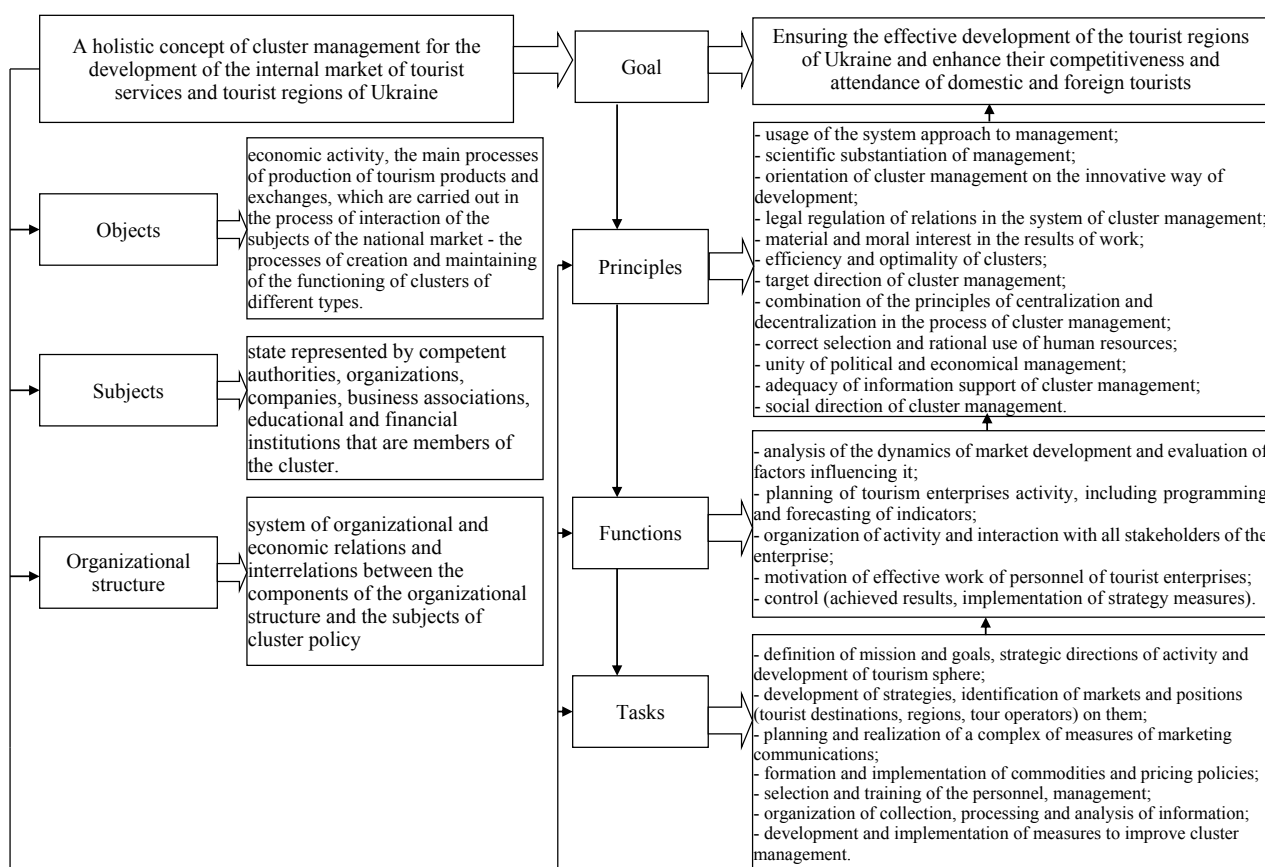 A holistic concept of cluster management for the
development of the internal market of tourist
services and tourist regions of Ukraine
Goal
Ensuring the effective development of the tourist regions
of Ukraine and enhance their competitiveness and
attendance of domestic and foreign tourists
Objects
economic activity, the main processes
of production of tourism products and
exchanges, which are carried out in
the process of interaction of the
subjects of the national market - the
processes of creation and maintaining
of the functioning of clusters of
different types.
Principles
- usage of the system approach to management;
- scientific substantiation of management;
- orientation of cluster management on the innovative way of
development;
- legal regulation of relations in the system of cluster management;
- material and moral interest in the results of work;
- efficiency and optimality of clusters;
- target direction of cluster management;
- combination of the principles of centralization and
decentralization in the process of cluster management;
- correct selection and rational use of human resources;
- unity of political and economical management;
- adequacy of information support of cluster management;
- social direction of cluster management.
Subjects
state represented by competent
authorities, organizations,
companies, business associations,
educational and financial
institutions that are members of
the cluster.
Functions
- analysis of the dynamics of market development and evaluation of
factors influencing it;
- planning of tourism enterprises activity, including programming
and forecasting of indicators;
- organization of activity and interaction with all stakeholders of the
enterprise;
- motivation of effective work of personnel of tourist enterprises;
- control (achieved results, implementation of strategy measures).
Organizational
structure
system of organizational and
economic relations and
interrelations between the
components of the organizational
structure and the subjects of
cluster policy
Tasks
- definition of mission and goals, strategic directions of activity and
development of tourism sphere;
- development of strategies, identification of markets and positions
(tourist destinations, regions, tour operators) on them;
- planning and realization of a complex of measures of marketing
communications;
- formation and implementation of commodities and pricing policies;
- selection and training of the personnel, management;
- organization of collection, processing and analysis of information;
- development and implementation of measures to improve cluster
management.